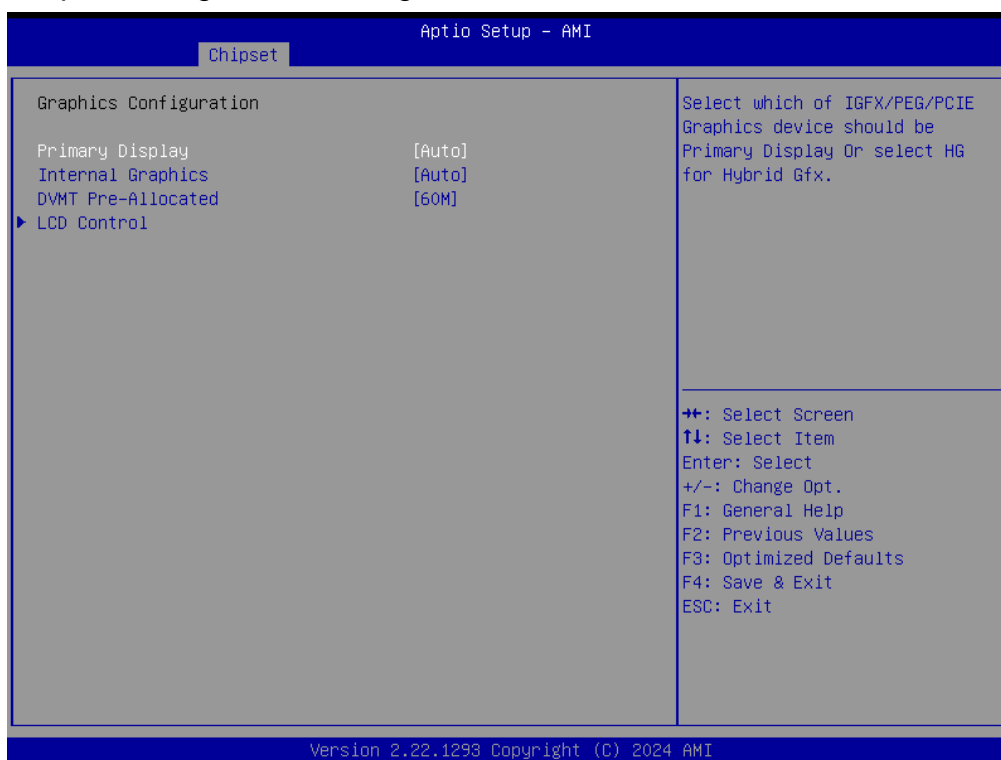 Aptio Setup – AMI
Chipset
Graphics Configuration
Primary Display [Auto]
Internal Graphics [Auto]
DVMT Pre-Allocated [60M]
LCD Control
Select which of IGFX/PEG/PCIE
Graphics device should be
Primary Display Or select HG
for Hybrid Gfx.
→←: Select Screen
↑↓: Select Item
Enter: Select
+/-: Change Opt.
F1: General Help
F2: Previous Values
F3: Optimized Defaults
F4: Save & Exit
ESC: Exit
Version 2.22.1293 Copyright (C) 2024 AMI